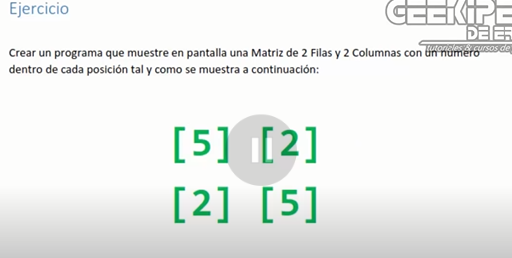 Ejercicio
GEEKIPE
DE ER
tutoriales & cursos de
Crear un programa que muestre en pantalla una Matriz de 2 Filas y 2 Columnas con un número
dentro de cada posición tal y como se muestra a continuación:
[5] [2]
[2] [5]